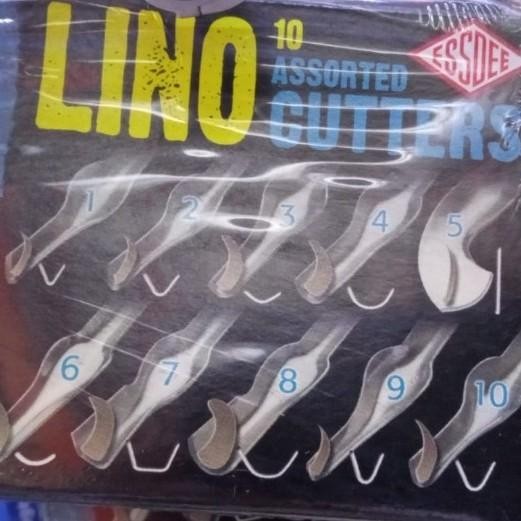 LINO
10
ASSORTED
CUTTERS
ESSDEE
1 2 3 4 5
6 7 8 9 10